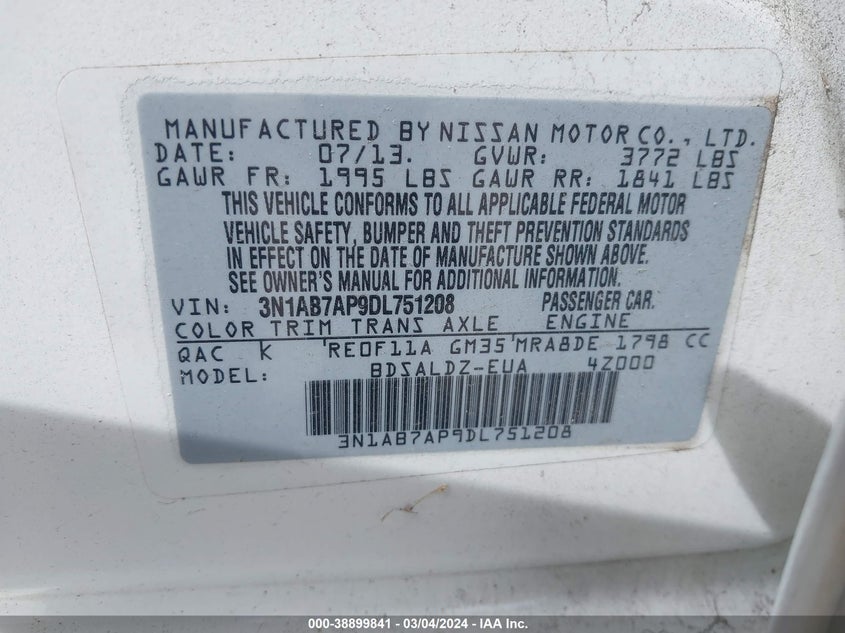 MANUFACTURED BY NISSAN MOTOR CO., LTD.
DATE: 07/13. GVWR: 3772 LBS
GAWR FR: 1995 LBS GAWR RR: 1841 LBS
THIS VEHICLE CONFORMS TO ALL APPLICABLE FEDERAL MOTOR
VEHICLE SAFETY, BUMPER AND THEFT PREVENTION STANDARDS
IN EFFECT ON THE DATE OF MANUFACTURE SHOWN ABOVE.
SEE OWNER'S MANUAL FOR ADDITIONAL INFORMATION.
VIN: 3N1AB7AP9DL751208 PASSENGER CAR.
COLOR TRIM TRANS AXLE ENGINE
QAC K RE0F11A GM35 MRA8DE 1798 CC
MODEL: BDSALDZ-EUA 4Z000
3N1AB7AP9DL751208
000-38899841 - 03/04/2024 - IAA Inc.